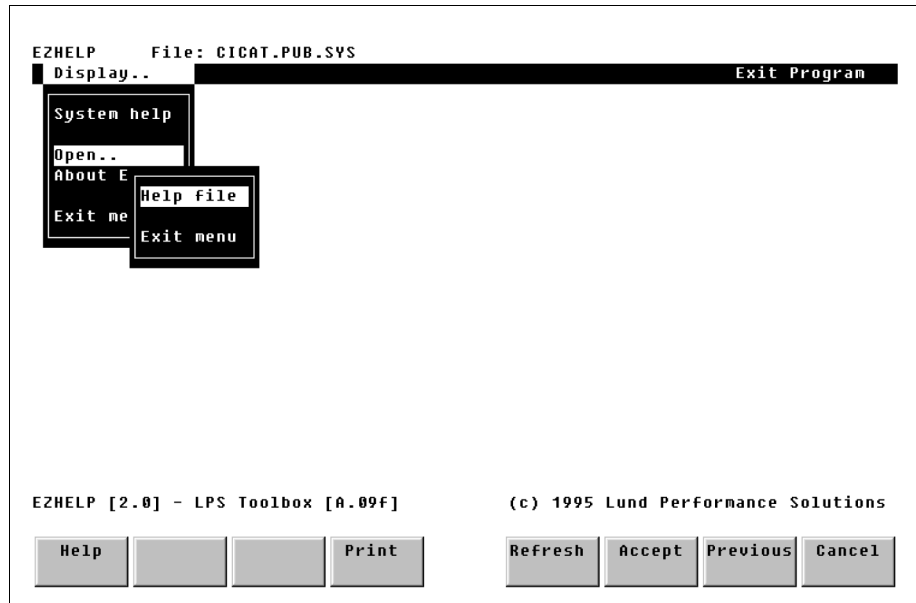 EZHELP File: CICAT.PUB.SYS
Display.. Exit Program
System help
Open..
About E
Help file
Exit me
Exit menu
EZHELP [2.0] - LPS Toolbox [A.09f] (c) 1995 Lund Performance Solutions
Help Print Refresh Accept Previous Cancel